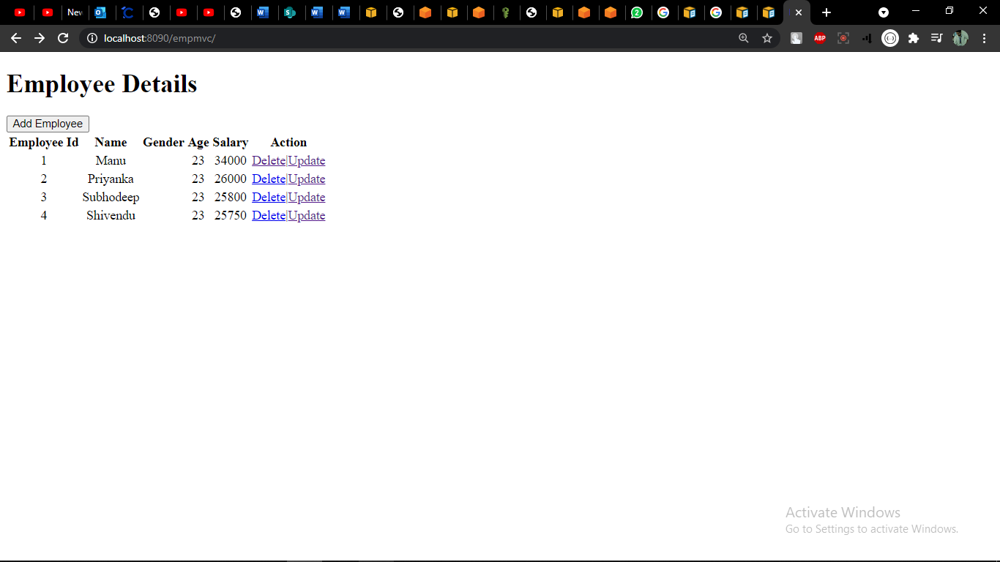 New
localhost:8090/empmvc/
ABP
Employee Details
Add Employee
Employee Id Name Gender Age Salary Action
1 Manu 23 34000 Delete|Update
2 Priyanka 23 26000 Delete|Update
3 Subhodeep 23 25800 Delete|Update
4 Shivendu 23 25750 Delete|Update
Activate Windows
Go to Settings to activate Windows.